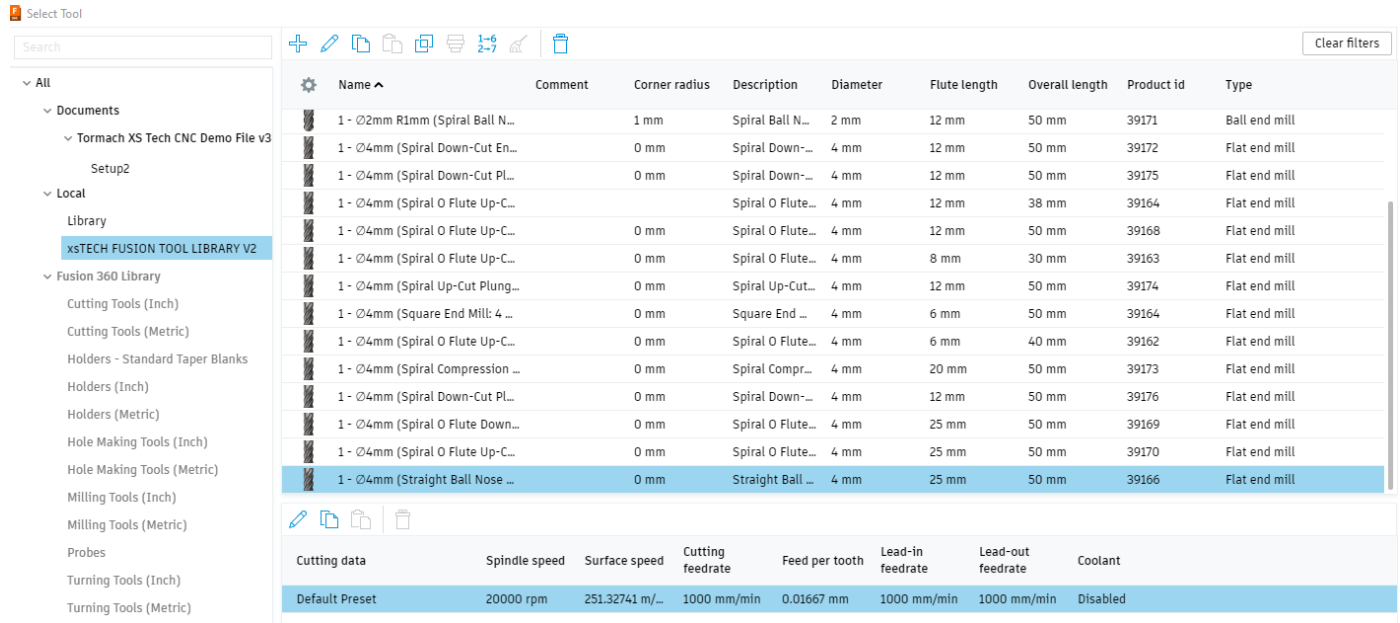 Select Tool
Search
1→6
2→7
Clear filters
All
Documents
Tormach XS Tech CNC Demo File v3
Setup2
Local
Library
xsTECH FUSION TOOL LIBRARY V2
Fusion 360 Library
Cutting Tools (Inch)
Cutting Tools (Metric)
Holders - Standard Taper Blanks
Holders (Inch)
Holders (Metric)
Hole Making Tools (Inch)
Hole Making Tools (Metric)
Milling Tools (Inch)
Milling Tools (Metric)
Probes
Turning Tools (Inch)
Turning Tools (Metric)
Name Comment Corner radius Description Diameter Flute length Overall length Product id Type
1 - ∅2mm R1mm (Spiral Ball N... 1 mm Spiral Ball N... 2 mm 12 mm 50 mm 39171 Ball end mill
1 - ∅4mm (Spiral Down-Cut En... 0 mm Spiral Down-... 4 mm 12 mm 50 mm 39172 Flat end mill
1 - ∅4mm (Spiral Down-Cut Pl... 0 mm Spiral Down-... 4 mm 12 mm 50 mm 39175 Flat end mill
1 - ∅4mm (Spiral O Flute Up-C... Spiral O Flute... 4 mm 12 mm 38 mm 39164 Flat end mill
1 - ∅4mm (Spiral O Flute Up-C... 0 mm Spiral O Flute... 4 mm 12 mm 50 mm 39168 Flat end mill
1 - ∅4mm (Spiral O Flute Up-C... 0 mm Spiral O Flute... 4 mm 8 mm 30 mm 39163 Flat end mill
1 - ∅4mm (Spiral Up-Cut Plung... 0 mm Spiral Up-Cut... 4 mm 12 mm 50 mm 39174 Flat end mill
1 - ∅4mm (Square End Mill: 4 ... 0 mm Square End ... 4 mm 6 mm 50 mm 39164 Flat end mill
1 - ∅4mm (Spiral O Flute Up-C... 0 mm Spiral O Flute... 4 mm 6 mm 40 mm 39162 Flat end mill
1 - ∅4mm (Spiral Compression ... 0 mm Spiral Compr... 4 mm 20 mm 50 mm 39173 Flat end mill
1 - ∅4mm (Spiral Down-Cut Pl... 0 mm Spiral Down-... 4 mm 12 mm 50 mm 39176 Flat end mill
1 - ∅4mm (Spiral O Flute Down... 0 mm Spiral O Flute... 4 mm 25 mm 50 mm 39169 Flat end mill
1 - ∅4mm (Spiral O Flute Up-C... 0 mm Spiral O Flute... 4 mm 25 mm 50 mm 39170 Flat end mill
1 - ∅4mm (Straight Ball Nose ... 0 mm Straight Ball ... 4 mm 25 mm 50 mm 39166 Flat end mill
Cutting data Spindle speed Surface speed Cutting feedrate Feed per tooth Lead-in feedrate Lead-out feedrate Coolant
Default Preset 20000 rpm 251.32741 m/... 1000 mm/min 0.01667 mm 1000 mm/min 1000 mm/min Disabled